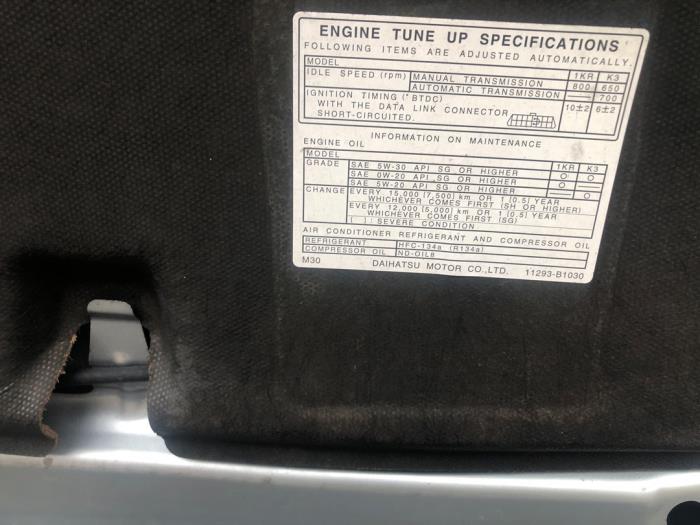 ENGINE TUNE UP SPECIFICATIONS
FOLLOWING ITEMS ARE ADJUSTED AUTOMATICALLY.
MODEL 1KR K3
IDLE SPEED (rpm) MANUAL TRANSMISSION 800 650
AUTOMATIC TRANSMISSION — 700
IGNITION TIMING (°BTDC) 10±2 6±2
WITH THE DATA LINK CONNECTOR
SHORT-CIRCUITED.
INFORMATION ON MAINTENANCE
ENGINE OIL
MODEL 1KR K3
GRADE SAE 5W-30 API SG OR HIGHER O O
SAE 0W-20 API SG OR HIGHER O —
SAE 5W-20 API SG OR HIGHER — O
CHANGE EVERY 15,000 [7,500] km OR 1 [0.5] YEAR
WHICHEVER COMES FIRST (SH OR HIGHER)
EVERY 12,000 [5,000] km OR 1 [0.5] YEAR
WHICHEVER COMES FIRST (SG)
[ ] : SEVERE CONDITION
AIR CONDITIONER REFRIGERANT AND COMPRESSOR OIL
REFRIGERANT HFC-134a (R134a)
COMPRESSOR OIL ND-OIL8
M30 DAIHATSU MOTOR CO.,LTD. 11293-B1030